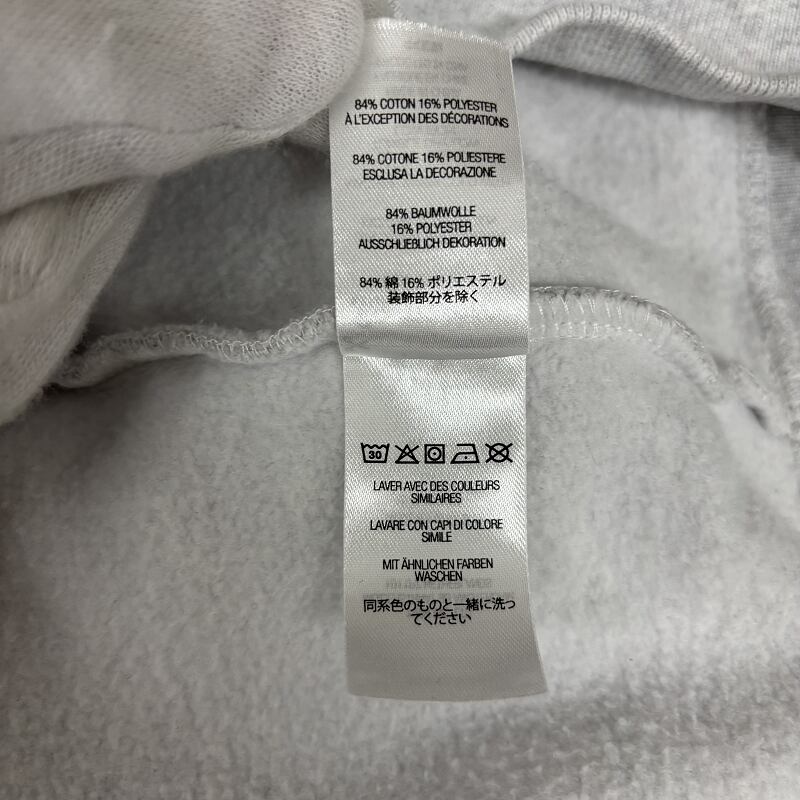 84% COTON 16% POLYESTER
À L'EXCEPTION DES DÉCORATIONS
84% COTONE 16% POLIESTERE
ESCLUSA LA DECORAZIONE
84% BAUMWOLLE
16% POLYESTER
AUSSCHLIEßLICH DEKORATION
84% 綿 16% ポリエステル
装飾部分を除く
30
LAVER AVEC DES COULEURS
SIMILAIRES
LAVARE CON CAPI DI COLORE
SIMILE
MIT ÄHNLICHEN FARBEN
WASCHEN
同系色のものと一緒に洗っ
てください